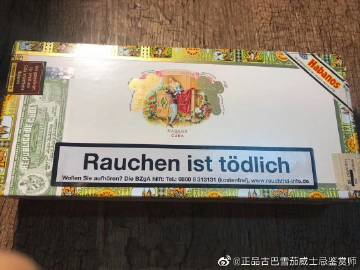 Habanos
HABANA
CUBA
Rauchen ist tödlich
Wollen Sie aufhören? Die BZgA hilft: Tel.: 0800 8 313131 (kostenfrei), www.rauchfrei-info.de
@正品古巴雪茄威士忌鉴赏师